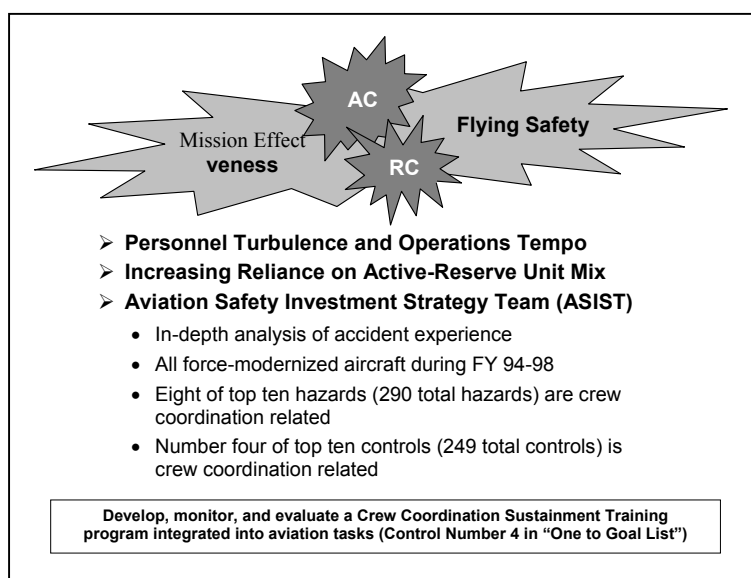 AC
Mission Effect
veness
Flying Safety
RC
➢ Personnel Turbulence and Operations Tempo
➢ Increasing Reliance on Active-Reserve Unit Mix
➢ Aviation Safety Investment Strategy Team (ASIST)
• In-depth analysis of accident experience
• All force-modernized aircraft during FY 94-98
• Eight of top ten hazards (290 total hazards) are crew
coordination related
• Number four of top ten controls (249 total controls) is
crew coordination related
Develop, monitor, and evaluate a Crew Coordination Sustainment Training
program integrated into aviation tasks (Control Number 4 in “One to Goal List”)